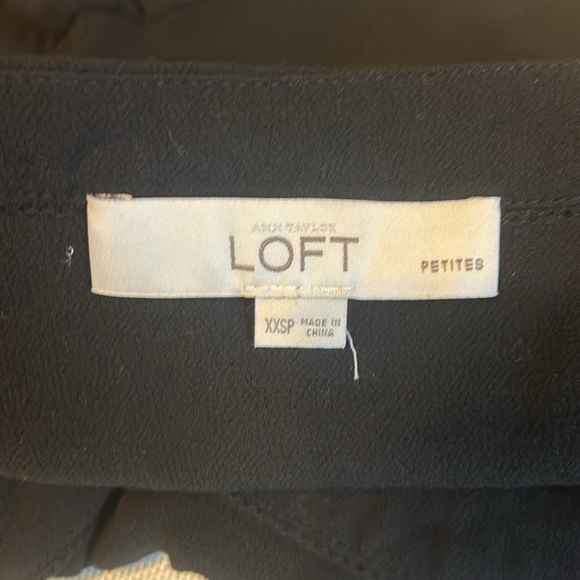 ANN TAYLOR
LOFT
PETITES
XXSP
MADE IN
CHINA